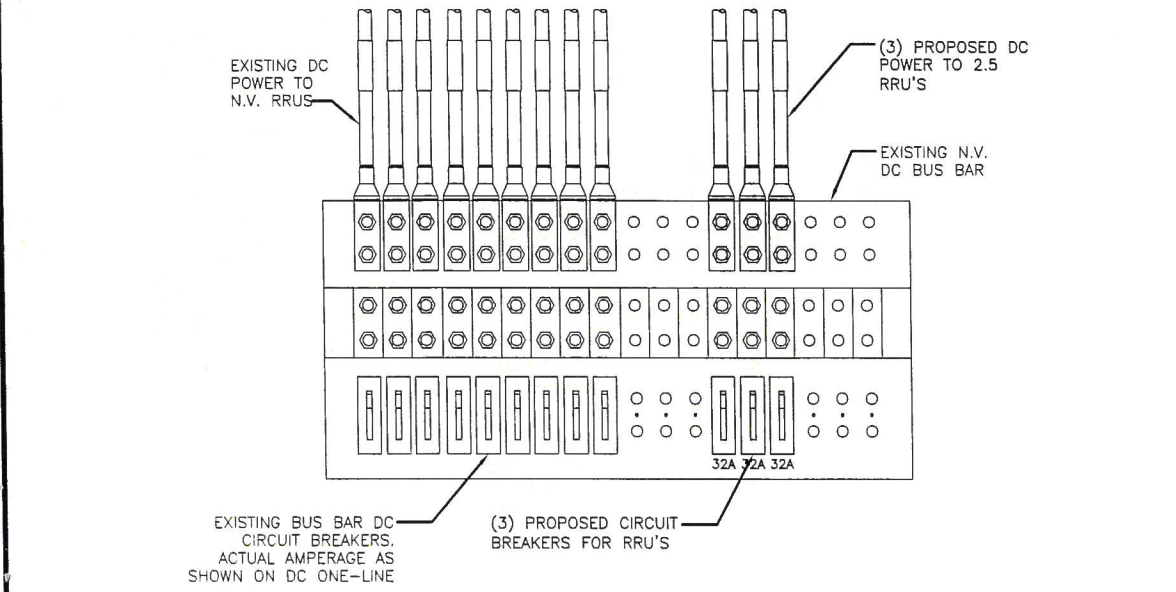 EXISTING DC
POWER TO
N.V. RRUS
(3) PROPOSED DC
POWER TO 2.5
RRU'S
EXISTING N.V.
DC BUS BAR
32A 32A 32A
EXISTING BUS BAR DC
CIRCUIT BREAKERS.
ACTUAL AMPERAGE AS
SHOWN ON DC ONE-LINE
(3) PROPOSED CIRCUIT
BREAKERS FOR RRU'S